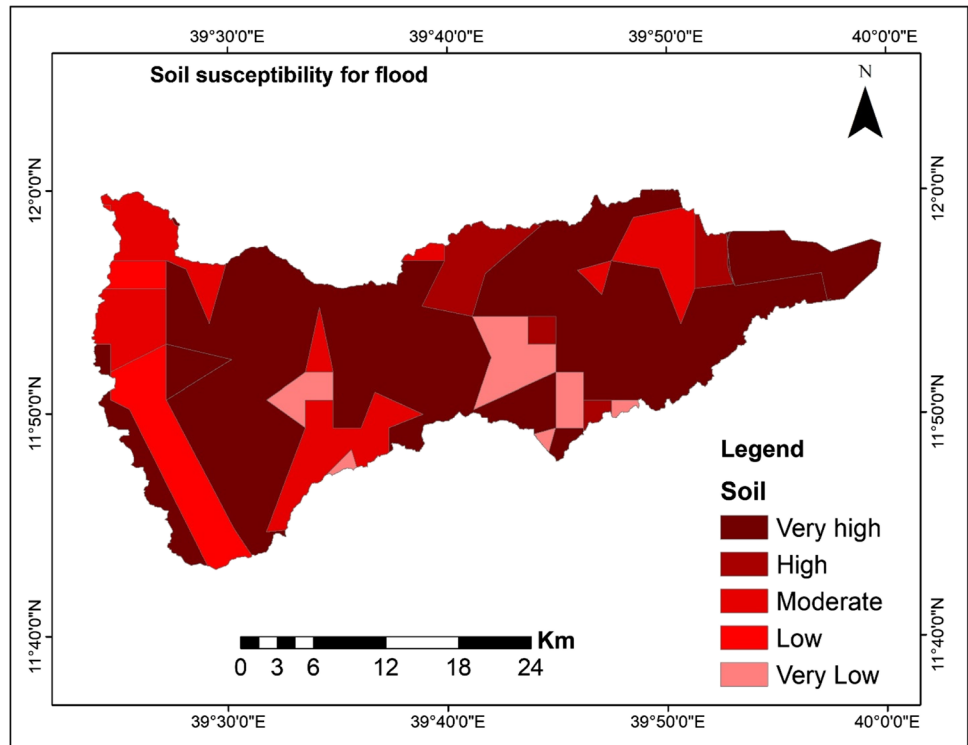 39°30'0"E 39°40'0"E 39°50'0"E 40°0'0"E
Soil susceptibility for flood
N
12°0'0"N
12°0'0"N
11°50'0"N
11°50'0"N
11°40'0"N
11°40'0"N
Legend
Soil
Very high
High
Moderate
Low
Very Low
Km
0 3 6 12 18 24
39°30'0"E 39°40'0"E 39°50'0"E 40°0'0"E